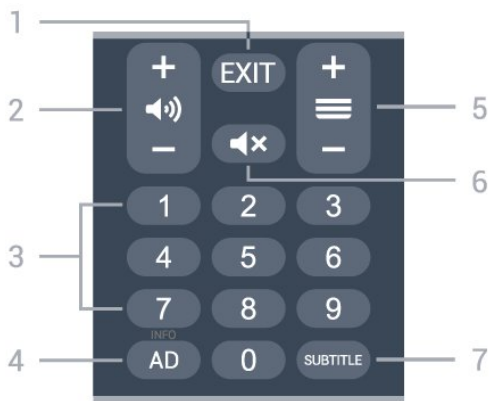 1
EXIT
+
+
2
5
−
−
6
1 2 3
3
4 5 6
7 8 9
INFO
4
AD 0 SUBTITLE
7